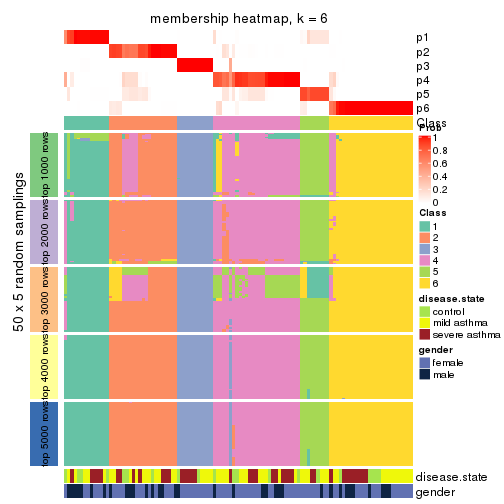 membership heatmap, k = 6
p1
p2
p3
p4
p5
p6
Class
Prob
1
0.8
0.6
0.4
0.2
0
Class
1
2
3
4
5
6
disease.state
control
mild asthma
severe asthma
gender
female
male
50 x 5 random samplings
top 1000 rows
top 2000 rows
top 3000 rows
top 4000 rows
top 5000 rows
disease.state
gender